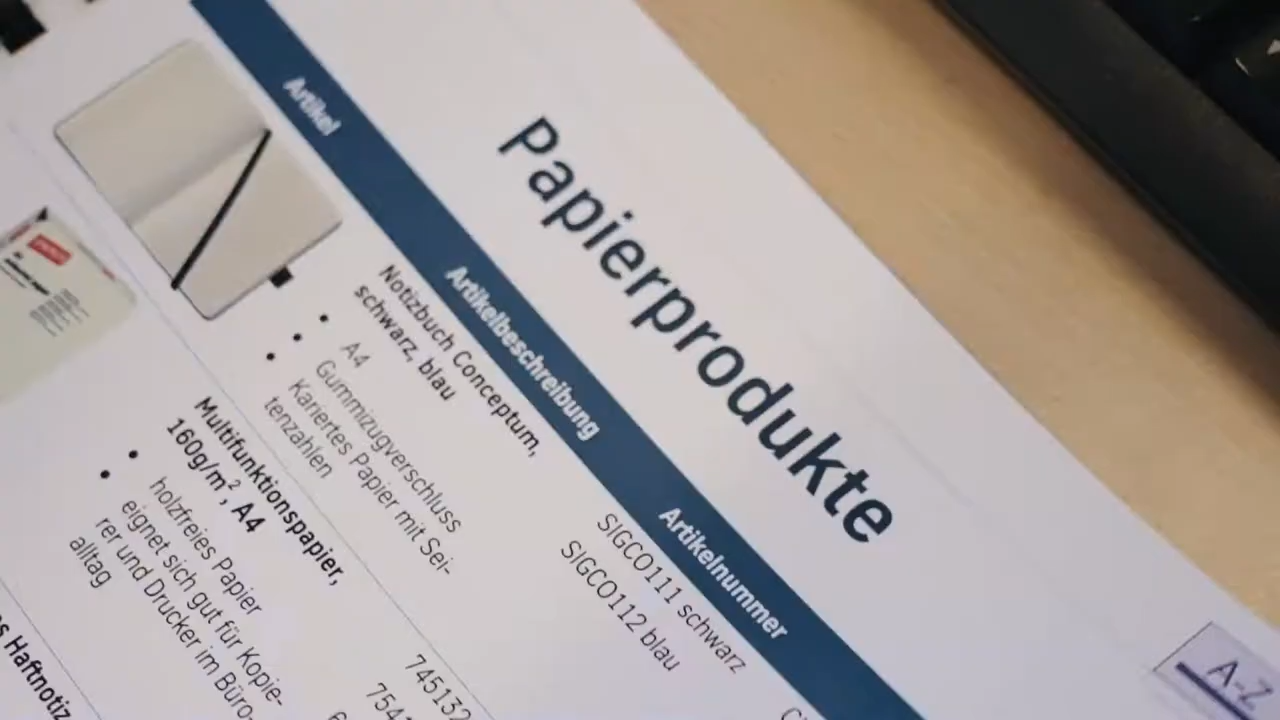 Papierprodukte
Artikel
Artikelbeschreibung
Artikelnummer
Notizbuch Conceptum,
schwarz, blau
• A4
• Gummizugverschluss
• Kariertes Papier mit Sei-
tenzahlen
SIGCO111 schwarz
SIGCO112 blau
Multifunktionspapier,
160g/m², A4
• holzfreies Papier
• eignet sich gut für Kopie-
rer und Drucker im Büro-
alltag
745132
Haftnotiz
A-Z